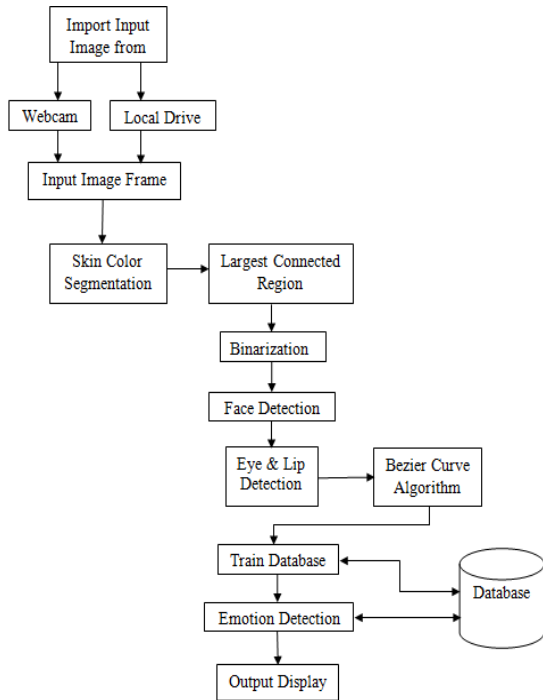 Import Input
Image from
Webcam
Local Drive
Input Image Frame
Skin Color
Segmentation
Largest Connected
Region
Binarization
Face Detection
Eye & Lip
Detection
Bezier Curve
Algorithm
Train Database
Database
Emotion Detection
Output Display